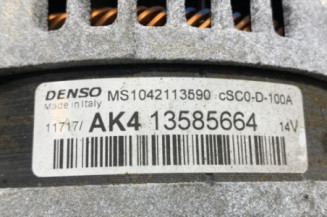 DENSO MS1042113590 cSC0-D-100A
Made in Italy
11717/ AK4 13585664 14V